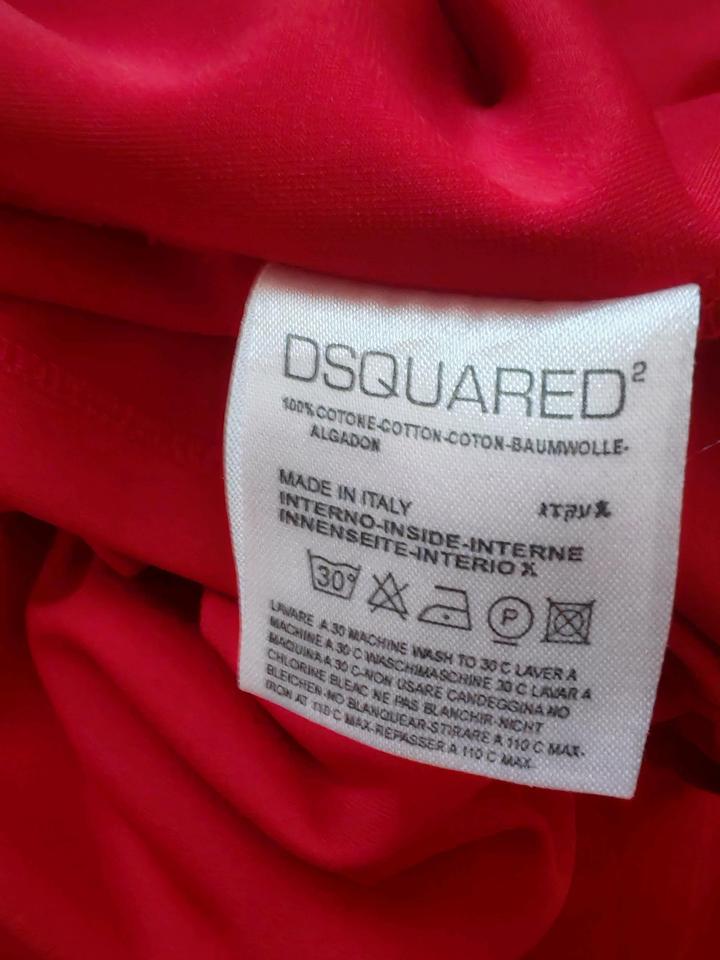 DSQUARED²
100% COTONE-COTTON-COTON-BAUMWOLLE-
ALGADON
MADE IN ITALY
INTERNO-INSIDE-INTERNE
INNENSEITE-INTERIO X
30° P
LAVARE A 30 MACHINE WASH TO 30 C LAVER A
MACHINE A 30 C WASCHIMASCHINE 30 C LAVAR A
MAQUINA A 30 C-NON USARE CANDEGGINA NO
CHLORINE BLEAC NE PAS BLANCHIR-NICHT
BLEICHEN-NO BLANQUEAR-STIRARE A 110 C MAX-
IRON AT 110 C MAX-REPASSER A 110 C MAX-